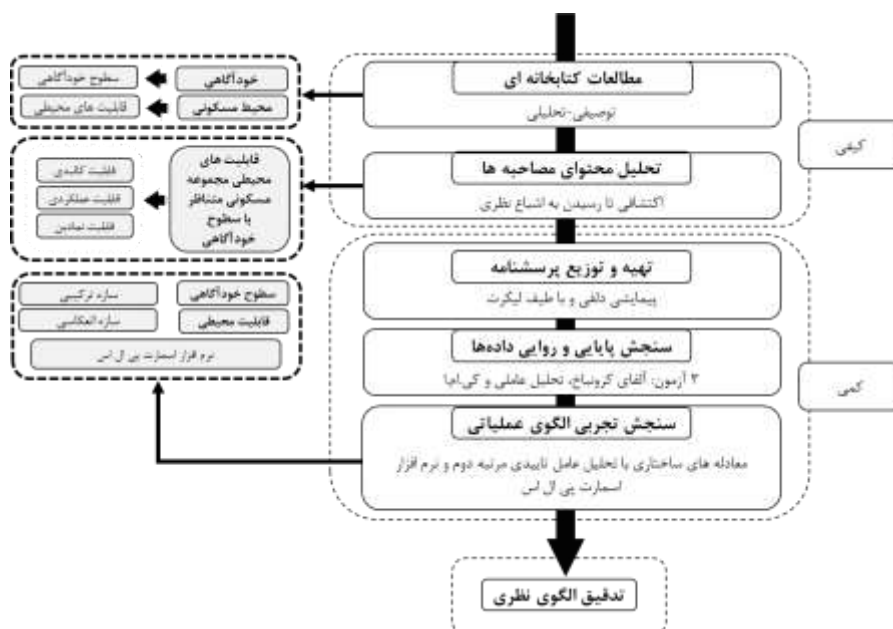 مطالعات کتابخانه ای
توصیفی-تحلیلی
خودآگاهی
سطوح خودآگاهی
محیط مسکونی
قابلیت های محیطی
کیفی
تحلیل محتوای مصاحبه ها
اکتشافی تا رسیدن به اشباع نظری
قابلیت های
محیطی مجموعه
مسکونی متناظر
با سطوح
خودآگاهی
قابلیت کالبدی
قابلیت عملکردی
قابلیت نمادین
تهیه و توزیع پرسشنامه
پیمایشی دلفی و با طیف لیکرت
سنجش پایایی و روایی داده‌ها
۳ آزمون: آلفای کرونباخ، تحلیل عاملی و کی.ام.ا
کمی
سنجش تجربی الگوی عملیاتی
معادله های ساختاری با تحلیل عامل تاییدی مرتبه دوم و نرم افزار
اسمارت پی ال اس
سطوح خودآگاهی
سازه ترکیبی
قابلیت محیطی
سازه انعکاسی
نرم افزار اسمارت پی ال اس
تدقیق الگوی نظری